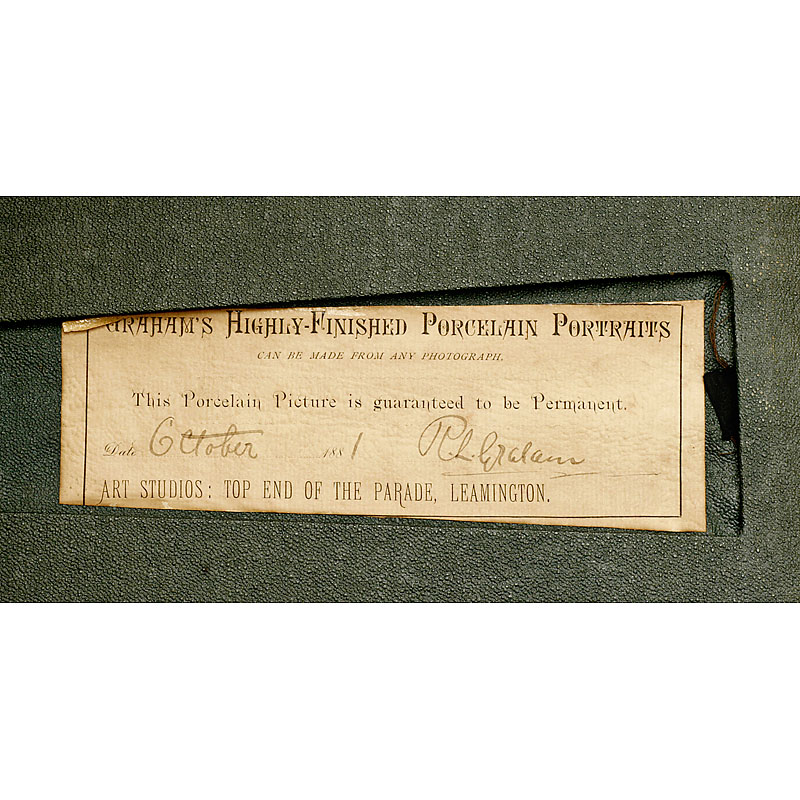 GRAHAM'S HIGHLY-FINISHED PORCELAIN PORTRAITS
CAN BE MADE FROM ANY PHOTOGRAPH.
This Porcelain Picture is guaranteed to be Permanent.
Date October 1881 R.L. Graham
ART STUDIOS: TOP END OF THE PARADE, LEAMINGTON.